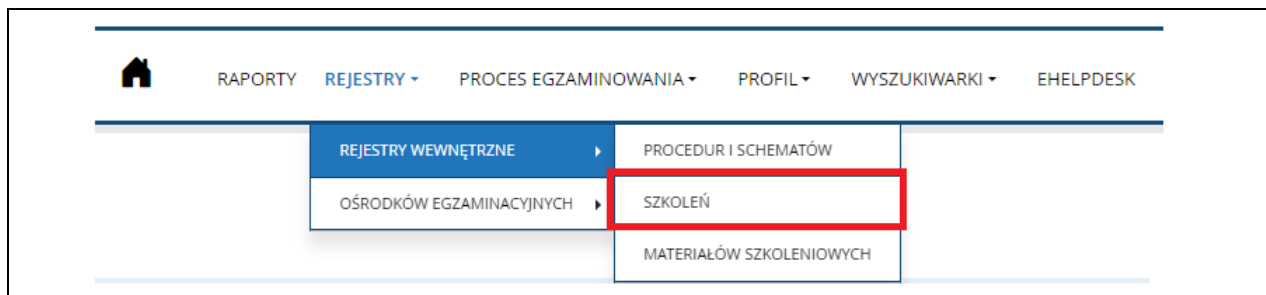 RAPORTY REJESTRY PROCES EGZAMINOWANIA PROFIL WYSZUKIWARKI EHELPDESK
REJESTRY WEWNĘTRZNE PROCEDUR I SCHEMATÓW
OŚRODKÓW EGZAMINACYJNYCH SZKOLEŃ
MATERIAŁÓW SZKOLENIOWYCH